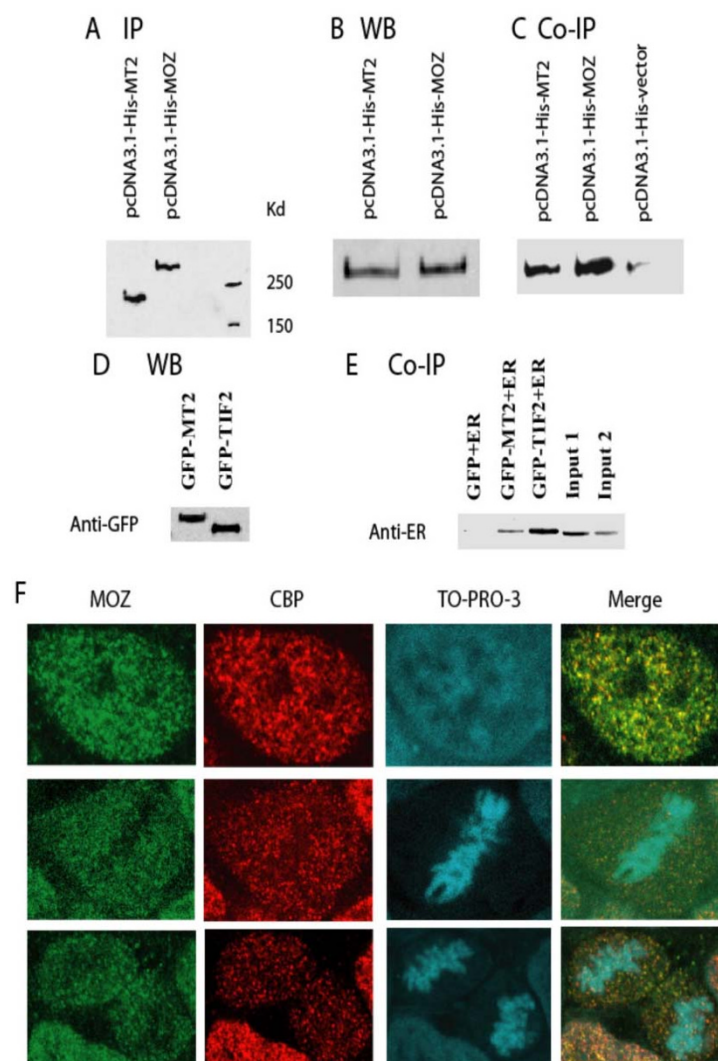 A IP
pcDNA3.1-His-MT2
pcDNA3.1-His-MOZ
Kd
250
150
B WB
pcDNA3.1-His-MT2
pcDNA3.1-His-MOZ
C Co-IP
pcDNA3.1-His-MT2
pcDNA3.1-His-MOZ
pcDNA3.1-His-vector
D WB
GFP-MT2
GFP-TIF2
Anti-GFP
E Co-IP
GFP+ER
GFP-MT2+ER
GFP-TIF2+ER
Input 1
Input 2
Anti-ER
F
MOZ CBP TO-PRO-3 Merge